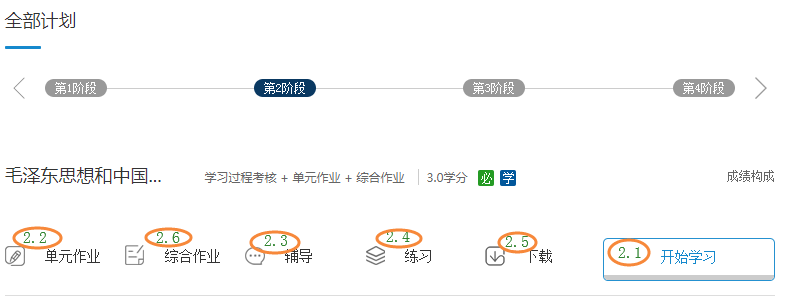 全部计划
第1阶段 第2阶段 第3阶段 第4阶段
毛泽东思想和中国... 学习过程考核 + 单元作业 + 综合作业 3.0学分 必 学 成绩构成
2.2 2.6 2.3 2.4 2.5 2.1
单元作业 综合作业 辅导 练习 下载 开始学习